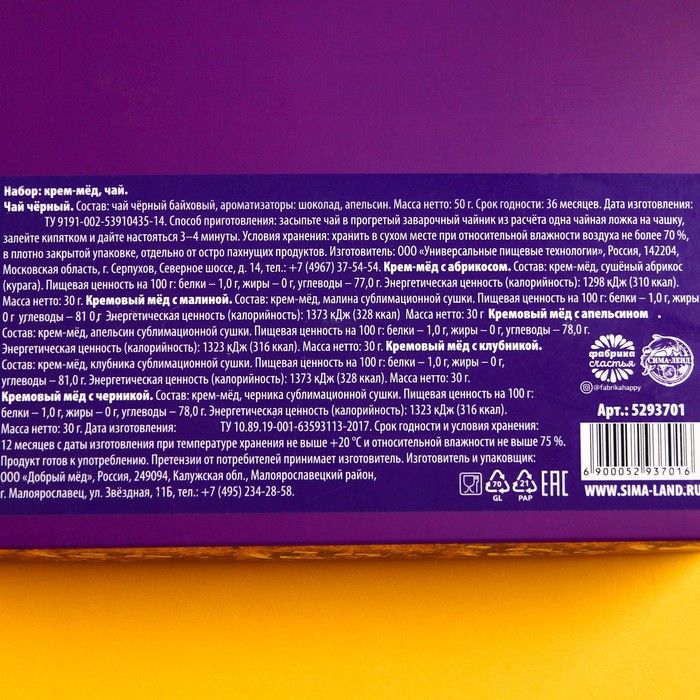 Набор: крем-мёд, чай.
Чай чёрный. Состав: чай чёрный байховый, ароматизаторы: шоколад, апельсин. Масса нетто: 50 г. Срок годности: 36 месяцев. Дата изготовления:
ТУ 9191-002-53910435-14. Способ приготовления: засыпьте чай в прогретый заварочный чайник из расчёта одна чайная ложка на чашку,
залейте кипятком и дайте настояться 3–4 минуты. Условия хранения: хранить в сухом месте при относительной влажности воздуха не более 70 %,
в плотно закрытой упаковке, отдельно от остро пахнущих продуктов. Изготовитель: ООО «Универсальные пищевые технологии», Россия, 142204,
Московская область, г. Серпухов, Северное шоссе, д. 14, тел.: +7 (4967) 37-54-54. Крем-мёд с абрикосом. Состав: крем-мёд, сушёный абрикос
(курага). Пищевая ценность на 100 г: белки – 1,0 г, жиры – 0 г, углеводы – 77,0 г. Энергетическая ценность (калорийность): 1298 кДж (310 ккал).
Масса нетто: 30 г. Кремовый мёд с малиной. Состав: крем-мёд, малина сублимационной сушки. Пищевая ценность на 100 г: белки – 1,0 г, жиры –
0 г углеводы – 81 0 г Энергетическая ценность (калорийность): 1373 кДж (328 ккал) Масса нетто: 30 г Кремовый мёд с апельсином .
Состав: крем-мёд, апельсин сублимационной сушки. Пищевая ценность на 100 г: белки – 1,0 г, жиры – 0 г, углеводы – 78,0 г.
Энергетическая ценность (калорийность): 1323 кДж (316 ккал). Масса нетто: 30 г. Кремовый мёд с клубникой.
Состав: крем-мёд, клубника сублимационной сушки. Пищевая ценность на 100 г: белки – 1,0 г, жиры – 0 г,
углеводы – 81,0 г. Энергетическая ценность (калорийность): 1373 кДж (328 ккал). Масса нетто: 30 г.
Кремовый мёд с черникой. Состав: крем-мёд, черника сублимационной сушки. Пищевая ценность на 100 г:
белки – 1,0 г, жиры – 0 г, углеводы – 78,0 г. Энергетическая ценность (калорийность): 1323 кДж (316 ккал).
Масса нетто: 30 г. Дата изготовления: ТУ 10.89.19-001-63593113-2017. Срок годности и условия хранения:
12 месяцев с даты изготовления при температуре хранения не выше +20 °С и относительной влажности не выше 75 %.
Продукт готов к употреблению. Претензии от потребителей принимает изготовитель. Изготовитель и упаковщик:
ООО «Добрый мёд», Россия, 249094, Калужская обл., Малоярославецкий район,
г. Малоярославец, ул. Звёздная, 11Б, тел.: +7 (495) 234-28-58.
фабрика
счастья
СИМА-ЛЕНД
@fabrikahappy
Арт.: 5293701
6 900052 937016
WWW.SIMA-LAND.RU
70
GL
21
PAP
EAC